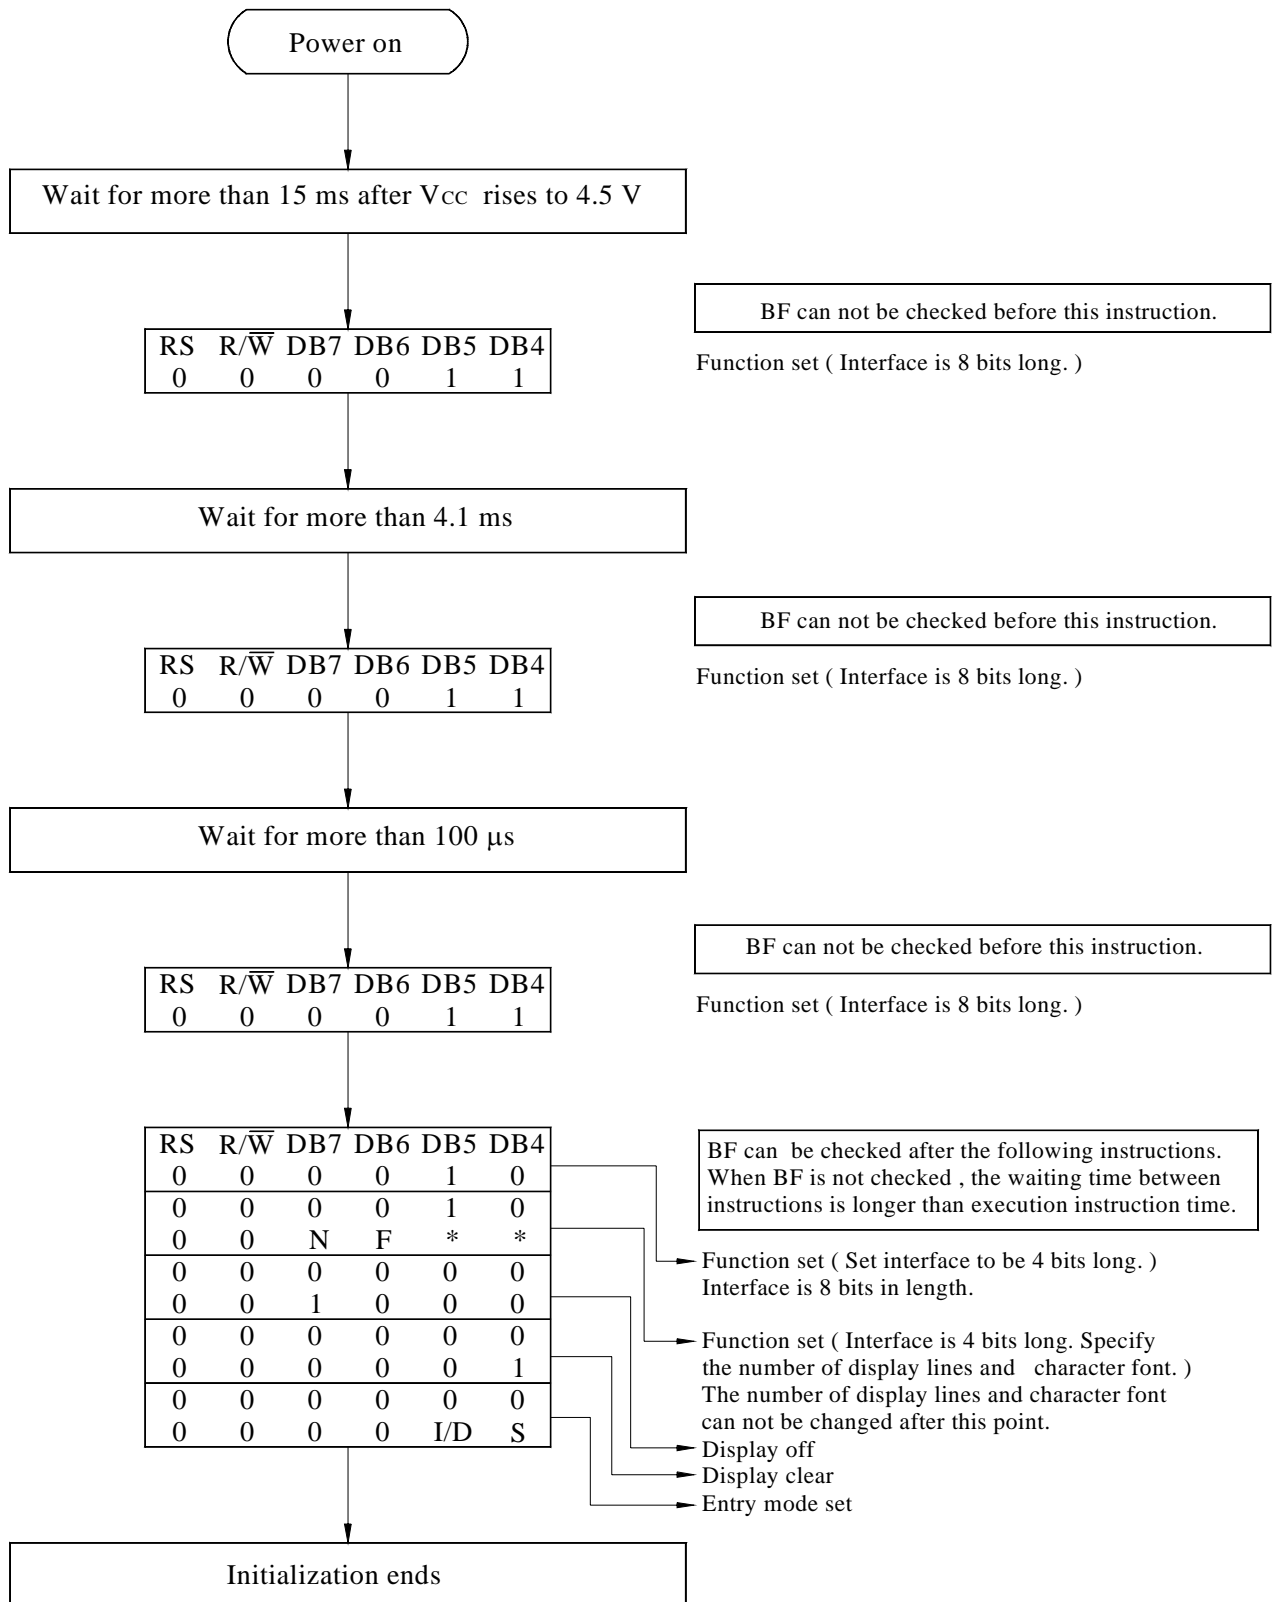 Power on
Wait for more than 15 ms after VCC rises to 4.5 V
BF can not be checked before this instruction.
RS R/W̅ DB7 DB6 DB5 DB4
0 0 0 0 1 1
Function set ( Interface is 8 bits long. )
Wait for more than 4.1 ms
BF can not be checked before this instruction.
RS R/W̅ DB7 DB6 DB5 DB4
0 0 0 0 1 1
Function set ( Interface is 8 bits long. )
Wait for more than 100 μs
BF can not be checked before this instruction.
RS R/W̅ DB7 DB6 DB5 DB4
0 0 0 0 1 1
Function set ( Interface is 8 bits long. )
RS R/W̅ DB7 DB6 DB5 DB4
0 0 0 0 1 0
0 0 0 0 1 0
0 0 N F * *
0 0 0 0 0 0
0 0 1 0 0 0
0 0 0 0 0 0
0 0 0 0 0 1
0 0 0 0 0 0
0 0 0 0 I/D S
BF can be checked after the following instructions.
When BF is not checked , the waiting time between
instructions is longer than execution instruction time.
Function set ( Set interface to be 4 bits long. )
Interface is 8 bits in length.
Function set ( Interface is 4 bits long. Specify
the number of display lines and character font. )
The number of display lines and character font
can not be changed after this point.
Display off
Display clear
Entry mode set
Initialization ends